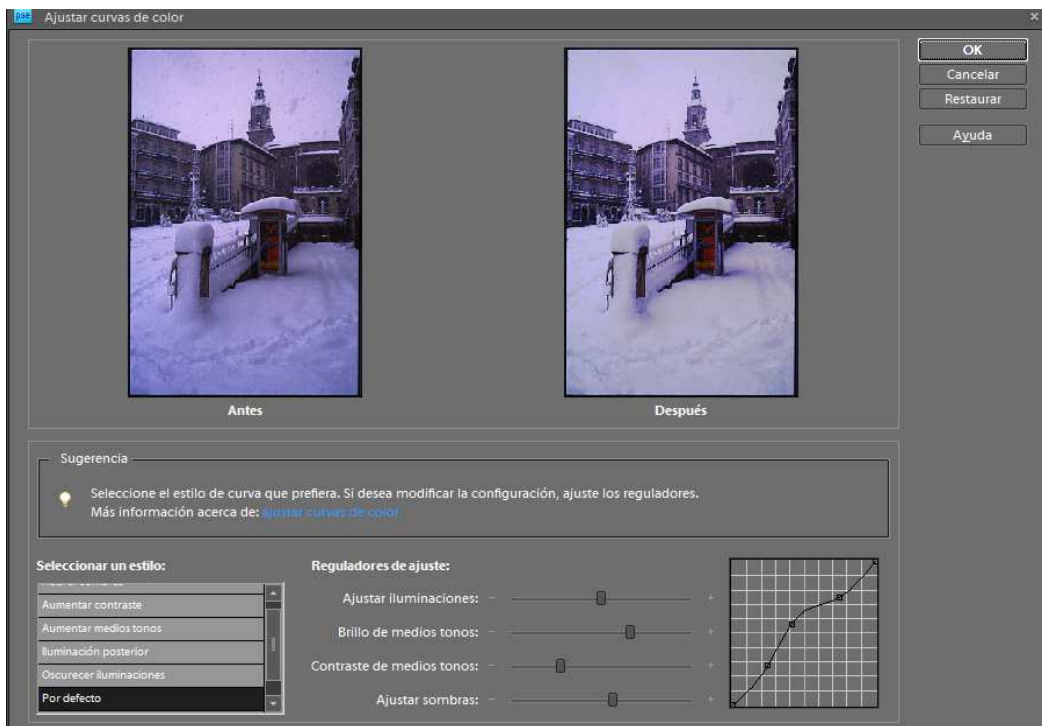 pse Ajustar curvas de color
OK
Cancelar
Restaurar
Ayuda
Antes
Después
Sugerencia
Seleccione el estilo de curva que prefiera. Si desea modificar la configuración, ajuste los reguladores.
Más información acerca de: ajustar curvas de color
Seleccionar un estilo:
Aumentar contraste
Aumentar medios tonos
Iluminación posterior
Oscurecer iluminaciones
Por defecto
Reguladores de ajuste:
Ajustar iluminaciones: - +
Brillo de medios tonos: - +
Contraste de medios tonos: - +
Ajustar sombras: - +